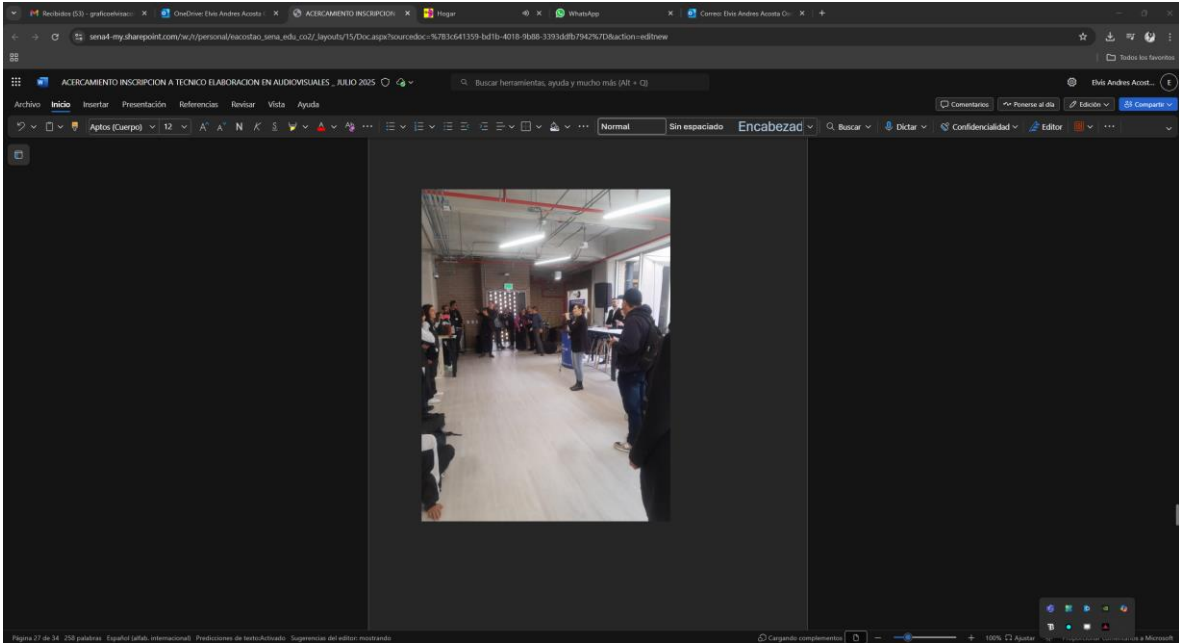 Recibidos (53) - graficoelvisaco
OneDrive: Elvis Andres Acosta
ACERCAMIENTO INSCRIPCION
Hogar
WhatsApp
Correo: Elvis Andres Acosta
sena4-my.sharepoint.com/:w:/r/personal/eacostao_sena_edu_co2/_layouts/15/Doc.aspx?sourcedoc=%7B3c641359-bd1b-4018-9b88-3393ddfb7942%7D&action=editnew
Todos los favoritos
ACERCAMIENTO INSCRIPCION A TECNICO ELABORACION EN AUDIOVISUALES _ JULIO 2025
Buscar herramientas, ayuda y mucho más (Alt + Q)
Elvis Andres Acost... E
Archivo Inicio Insertar Presentación Referencias Revisar Vista Ayuda
Comentarios Ponerse al día Edición Compartir
Aptos (Cuerpo) 12 N K S Normal Sin espaciado Encabezad Buscar Dictar Confidencialidad Editor
Página 27 de 34 258 palabras Español (alfab. internacional) Predicciones de texto: Activado Sugerencias del editor: mostrando
Cargando complementos 100% Ajustar a Microsoft